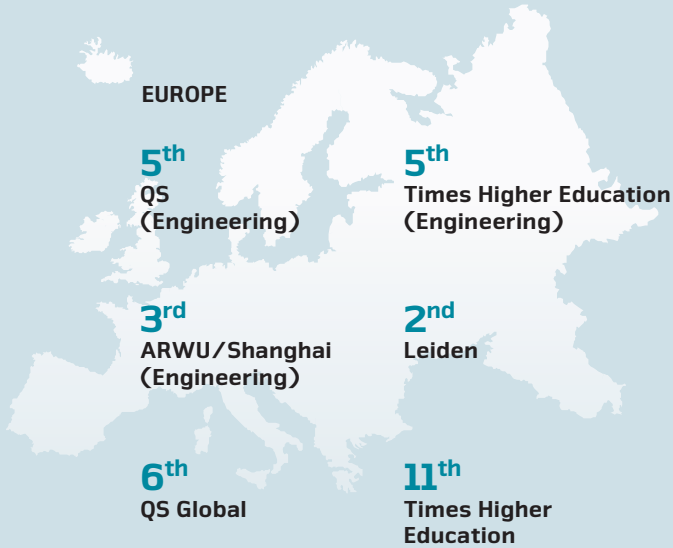 EUROPE
5th
QS
(Engineering)
5th
Times Higher Education
(Engineering)
3rd
ARWU/Shanghai
(Engineering)
2nd
Leiden
6th
QS Global
11th
Times Higher
Education